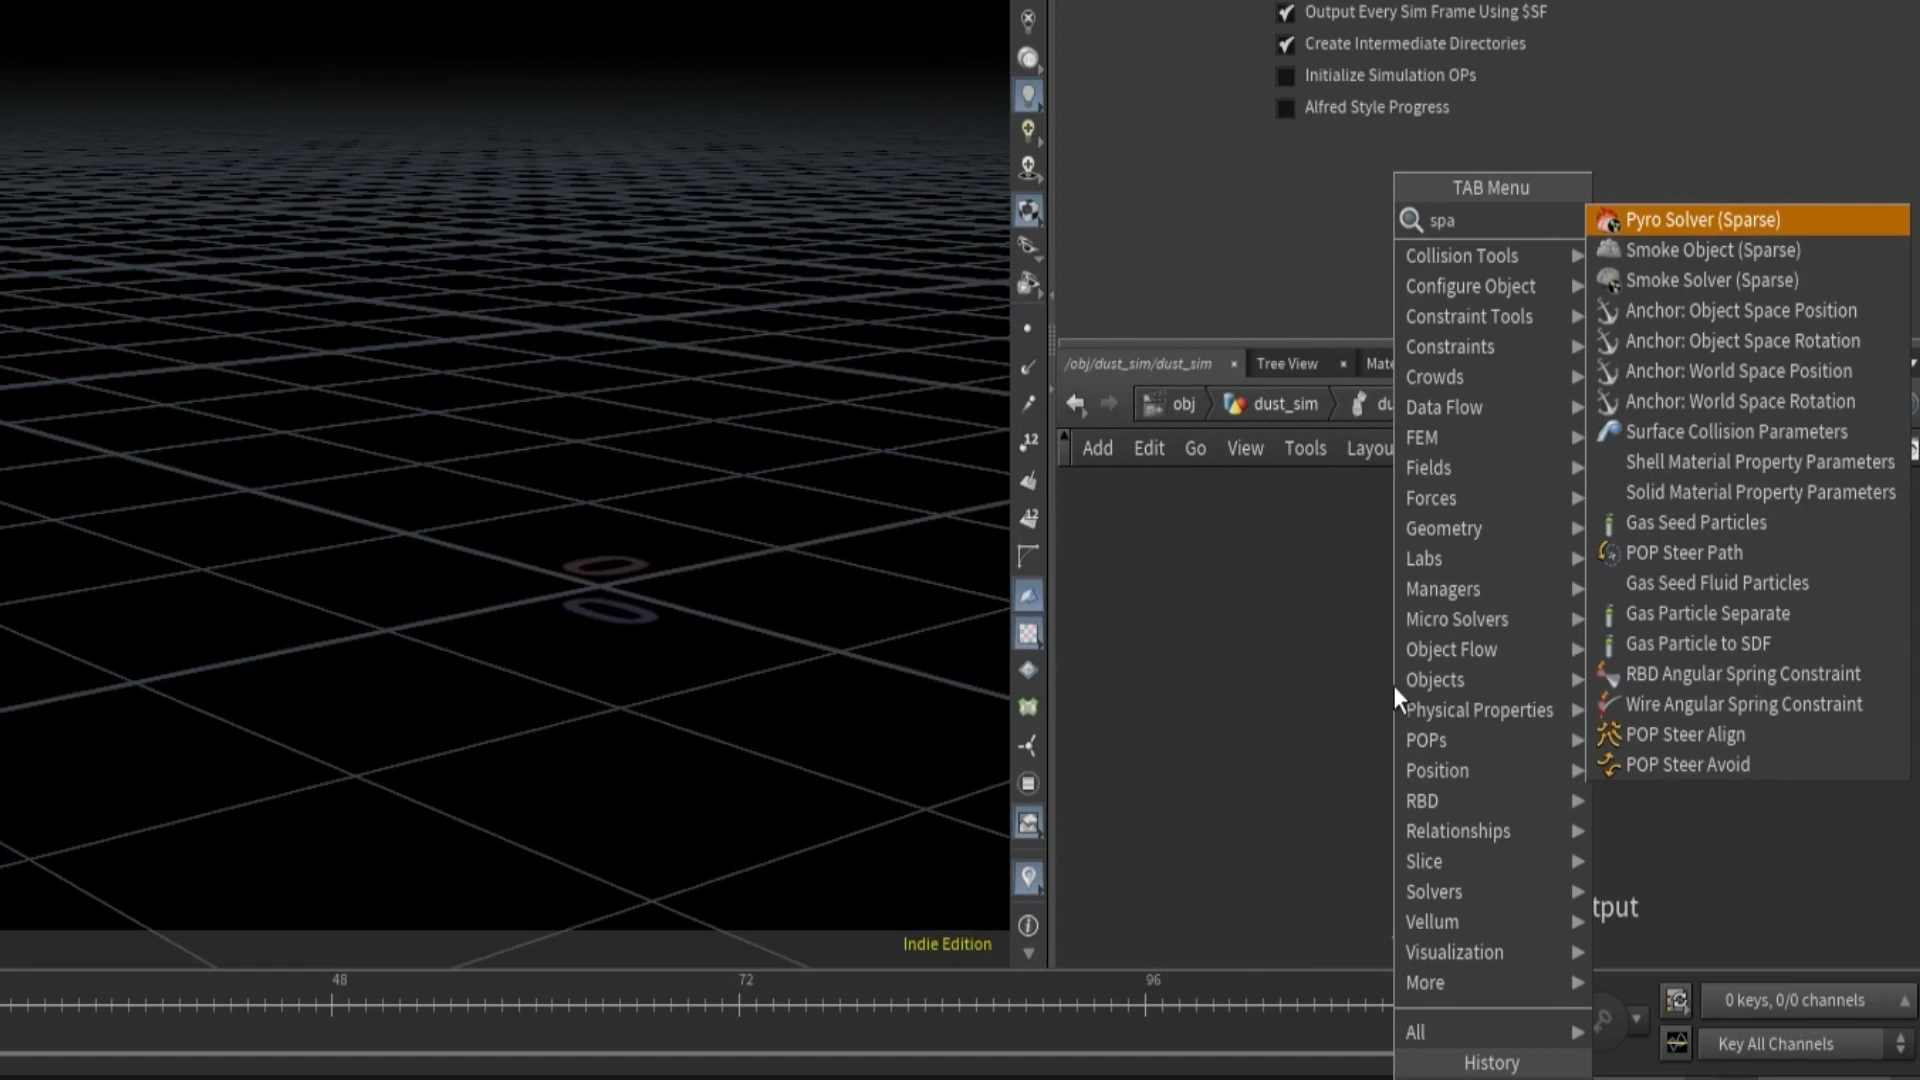 Output Every Sim Frame Using $SF
Create Intermediate Directories
Initialize Simulation OPs
Alfred Style Progress
/obj/dust_sim/dust_sim
Tree View
Mate
obj
dust_sim
du
Add Edit Go View Tools Layou
TAB Menu
spa
Collision Tools
Configure Object
Constraint Tools
Constraints
Crowds
Data Flow
FEM
Fields
Forces
Geometry
Labs
Managers
Micro Solvers
Object Flow
Objects
Physical Properties
POPs
Position
RBD
Relationships
Slice
Solvers
Vellum
Visualization
More
All
History
Pyro Solver (Sparse)
Smoke Object (Sparse)
Smoke Solver (Sparse)
Anchor: Object Space Position
Anchor: Object Space Rotation
Anchor: World Space Position
Anchor: World Space Rotation
Surface Collision Parameters
Shell Material Property Parameters
Solid Material Property Parameters
Gas Seed Particles
POP Steer Path
Gas Seed Fluid Particles
Gas Particle Separate
Gas Particle to SDF
RBD Angular Spring Constraint
Wire Angular Spring Constraint
POP Steer Align
POP Steer Avoid
tput
12
12
0
0
Indie Edition
48
72
96
0 keys, 0/0 channels
Key All Channels